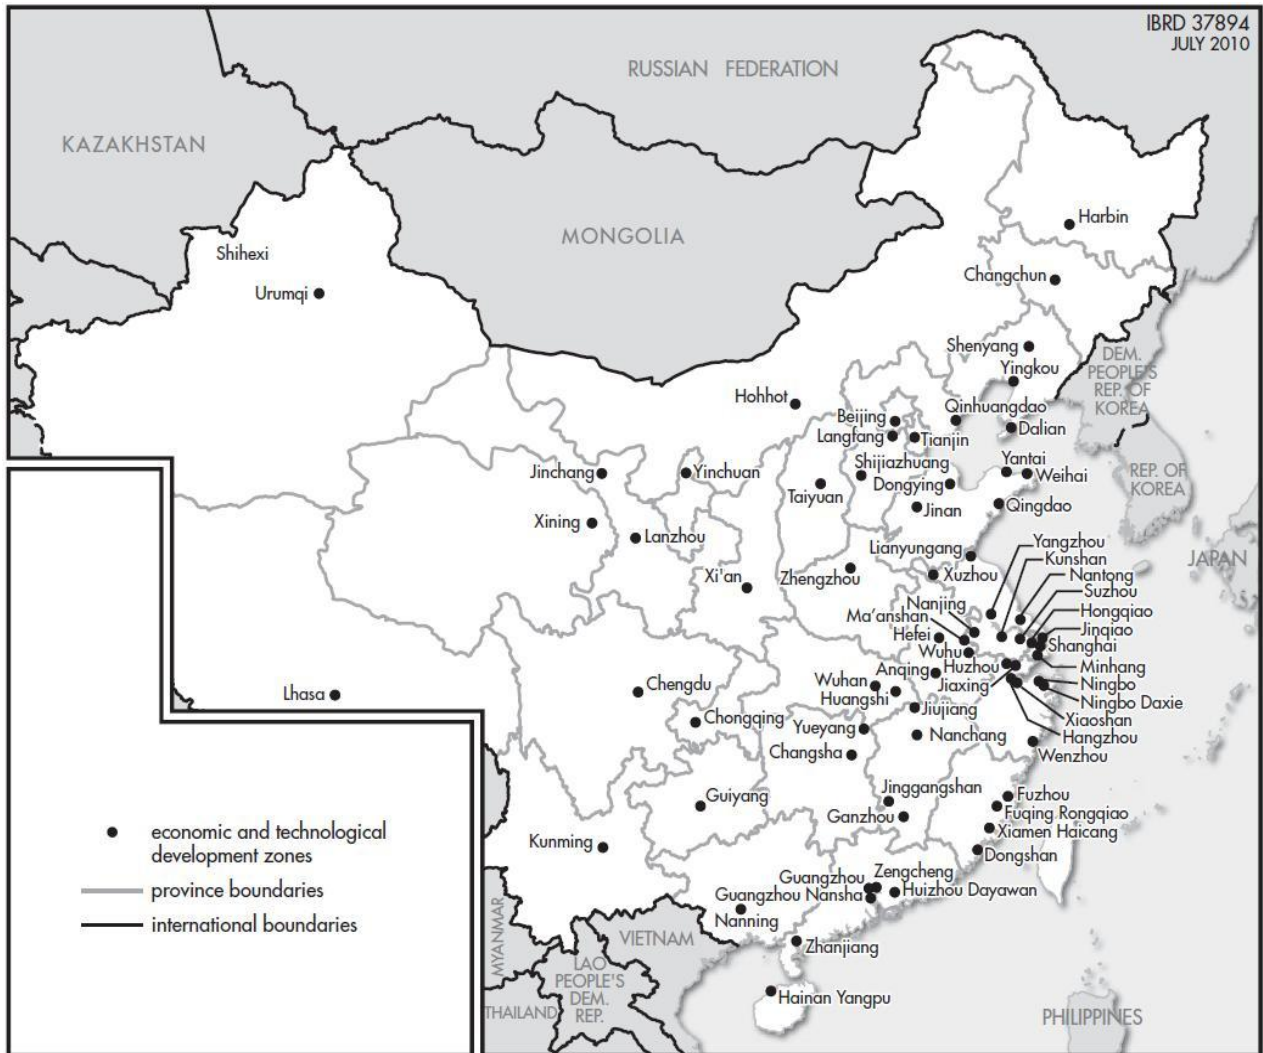 IBRD 37894
JULY 2010
RUSSIAN FEDERATION
KAZAKHSTAN
MONGOLIA
Harbin
Shihexi
Changchun
Urumqi
Shenyang
DEM.
PEOPLE'S
REP. OF
KOREA
Yingkou
Hohhot
Beijing
Qinhuangdao
Langfang
Tianjin
Dalian
Shijiazhuang
Yantai
Jinchang
Yinchuan
Weihai
REP. OF
KOREA
Taiyuan
Dongying
Jinan
Qingdao
Xining
Lanzhou
Lianyungang
Yangzhou
Kunshan
JAPAN
Xi'an
Zhengzhou
Xuzhou
Nantong
Suzhou
Nanjing
Hongqiao
Ma'anshan
Jinqiao
Hefei
Shanghai
Wuhu
Huzhou
Minhang
Anqing
Jiaxing
Ningbo
Wuhan
Huangshi
Ningbo Daxie
Lhasa
Chengdu
Jiujiang
Xiaoshan
Chongqing
Yueyang
Nanchang
Hangzhou
Changsha
Wenzhou
Guiyang
Jinggangshan
Fuzhou
Ganzhou
Fuqing Rongqiao
Xiamen Haicang
Kunming
Dongshan
Guangzhou
Zengcheng
Guangzhou Nansha
Huizhou Dayawan
Nanning
Zhanjiang
Hainan Yangpu
economic and technological
development zones
province boundaries
international boundaries
MYANMAR
VIETNAM
LAO
PEOPLE'S
DEM.
REP.
THAILAND
PHILIPPINES